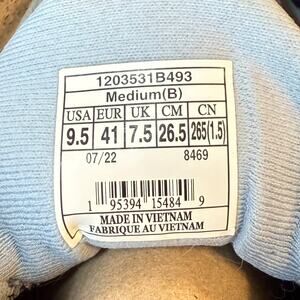 1203531B493
Medium(B)
USA EUR UK CM CN
9.5 41 7.5 26.5 265(1.5)
07/22 8469
1 95394 15484 9
MADE IN VIETNAM
FABRIQUE AU VIETNAM